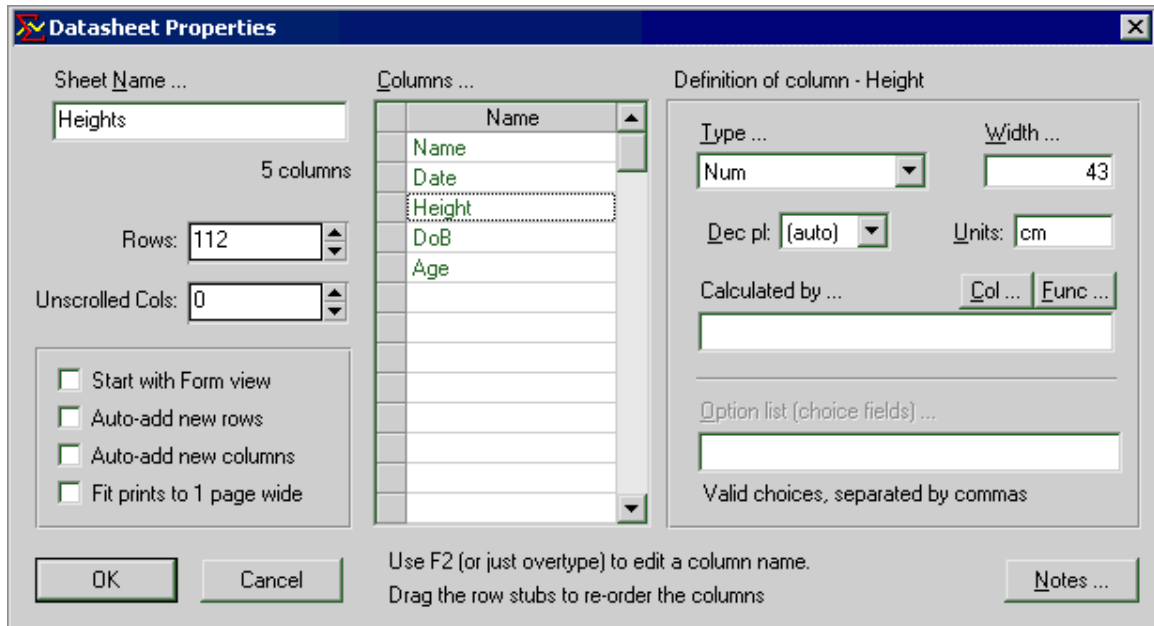 Datasheet Properties
Sheet Name ...
Heights
5 columns
Rows: 112
Unscrolled Cols: 0
Start with Form view
Auto-add new rows
Auto-add new columns
Fit prints to 1 page wide
OK
Cancel
Columns ...
Name
Name
Date
Height
DoB
Age
Use F2 (or just overtype) to edit a column name.
Drag the row stubs to re-order the columns
Definition of column - Height
Type ...
Width ...
Num
43
Dec pl: (auto)
Units: cm
Calculated by ...
Col ...
Func ...
Option list (choice fields) ...
Valid choices, separated by commas
Notes ...